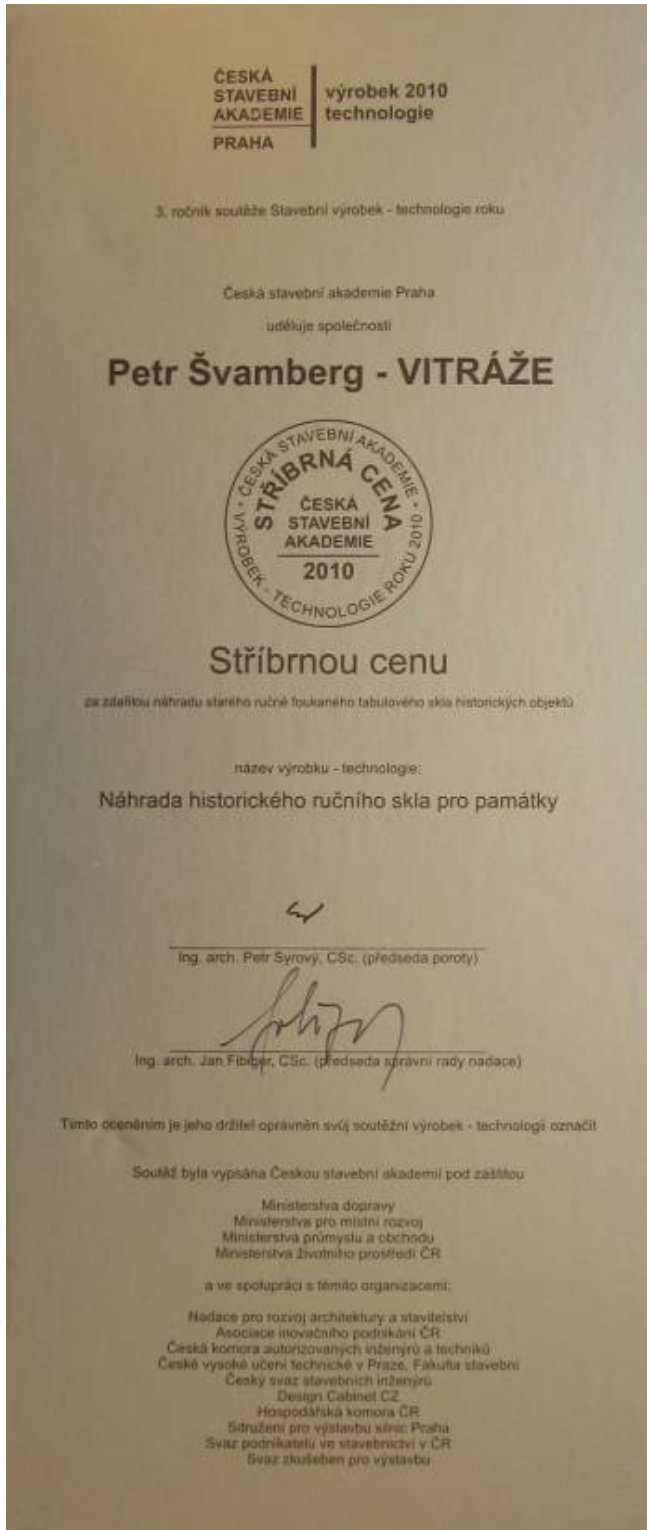 ČESKÁ
STAVEBNÍ
AKADEMIE
PRAHA
výrobek 2010
technologie
3. ročník soutěže Stavební výrobek - technologie roku
Česká stavební akademie Praha
uděluje společnosti
Petr Švamberg - VITRÁŽE
ČESKÁ STAVEBNÍ AKADEMIE
STŘÍBRNÁ CENA
ČESKÁ
STAVEBNÍ
AKADEMIE
2010
VÝROBEK - TECHNOLOGIE ROKU 2010
Stříbrnou cenu
za zdařilou náhradu starého ručně foukaného tabulového skla historických objektů
název výrobku - technologie:
Náhrada historického ručního skla pro památky
Ing. arch. Petr Syrový, CSc. (předseda poroty)
Ing. arch. Jan Fibiger, CSc. (předseda správní rady nadace)
Tímto oceněním je jeho držitel oprávněn svůj soutěžní výrobek - technologii označit
Soutěž byla vypsána Českou stavební akademií pod záštitou
Ministerstva dopravy
Ministerstva pro místní rozvoj
Ministerstva průmyslu a obchodu
Ministerstva životního prostředí ČR
a ve spolupráci s těmito organizacemi:
Nadace pro rozvoj architektury a stavitelství
Asociace inovačního podnikání ČR
Česká komora autorizovaných inženýrů a techniků
České vysoké učení technické v Praze, Fakulta stavební
Český svaz stavebních inženýrů
Design Cabinet CZ
Hospodářská komora ČR
Sdružení pro výstavbu silnic Praha
Svaz podnikatelů ve stavebnictví v ČR
Svaz zkušeben pro výstavbu